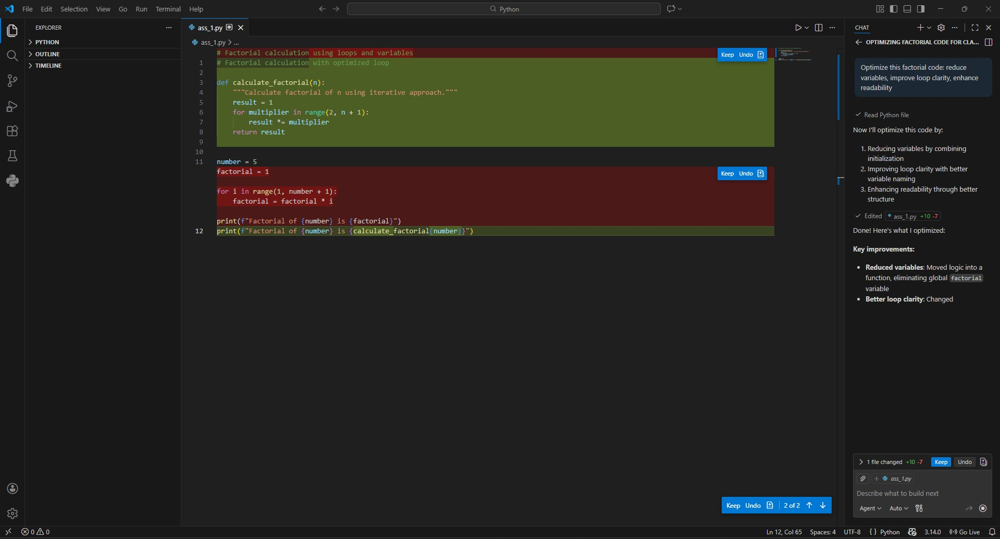 File Edit Selection View Go Run Terminal Help
Python
EXPLORER
PYTHON
OUTLINE
TIMELINE
ass_1.py
ass_1.py > ...
# Factorial calculation using loops and variables
1 # Factorial calculation with optimized loop
2
3 def calculate_factorial(n):
4 """Calculate factorial of n using iterative approach."""
5 result = 1
6 for multiplier in range(2, n + 1):
7 result *= multiplier
8 return result
9
10
11 number = 5
factorial = 1
for i in range(1, number + 1):
factorial = factorial * i
print(f"Factorial of {number} is {factorial}")
12 print(f"Factorial of {number} is {calculate_factorial(number)}")
Keep Undo
Keep Undo
Keep Undo 2 of 2
CHAT
OPTIMIZING FACTORIAL CODE FOR CLA...
Optimize this factorial code: reduce
variables, improve loop clarity, enhance
readability
Read Python file
Now I'll optimize this code by:
1. Reducing variables by combining
initialization
2. Improving loop clarity with better
variable naming
3. Enhancing readability through better
structure
Edited ass_1.py +10 -7
Done! Here's what I optimized:
Key improvements:
• Reduced variables: Moved logic into a
function, eliminating global factorial
variable
• Better loop clarity: Changed
1 file changed +10 -7 Keep Undo
+ ass_1.py
Describe what to build next
Agent Auto
0 0 Ln 12, Col 65 Spaces: 4 UTF-8 { } Python 3.14.0 Go Live